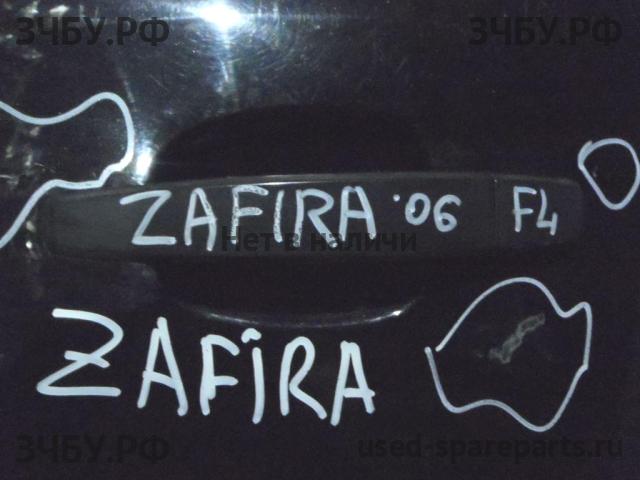 ЗЧБУ.РФ
ЗЧБУ.РФ
ZAFIRA '06 F4
Нет в наличи
ZAFIRA
ЗЧБУ.РФ
used-spareparts.ru